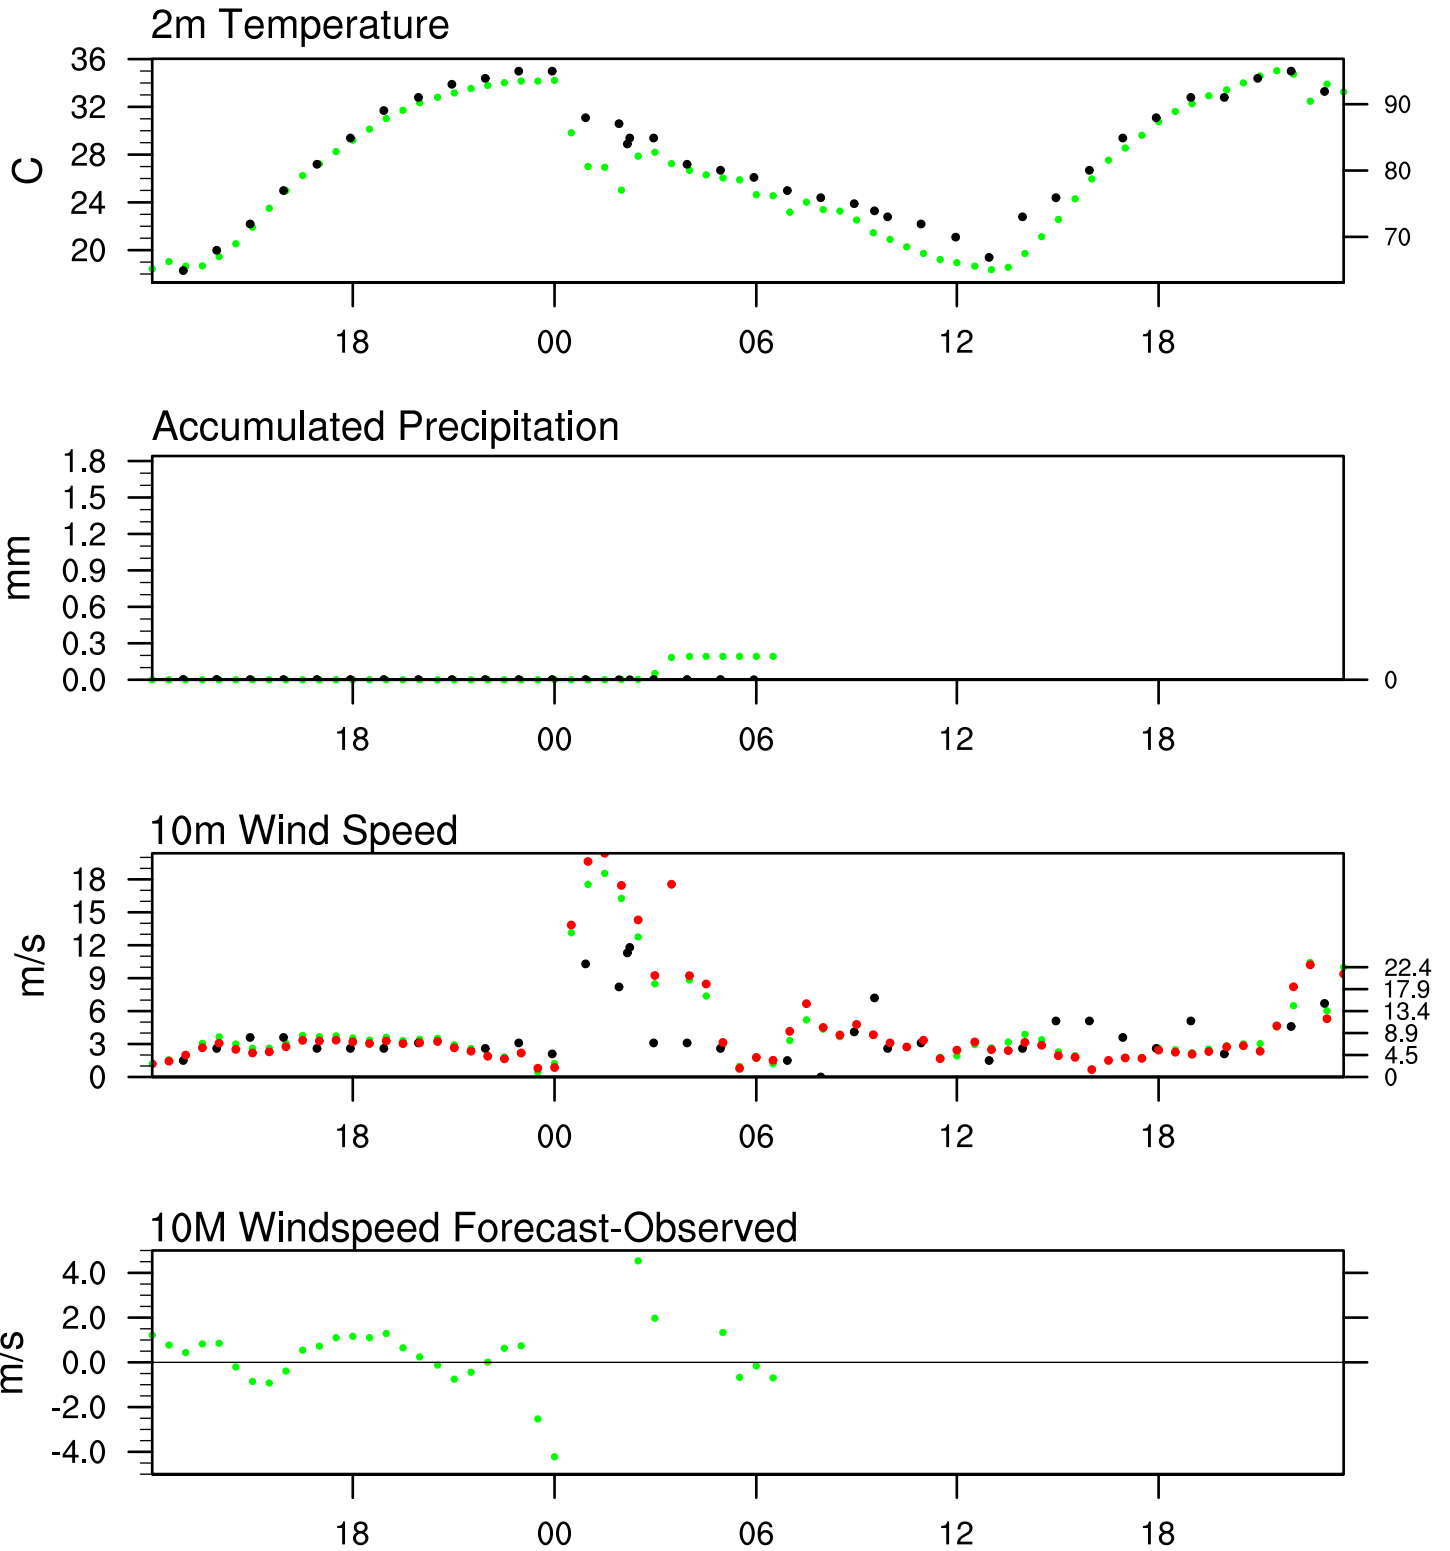 2m Temperature
36
32
28
24
20
C
90
80
70
18 00 06 12 18
Accumulated Precipitation
1.8
1.5
1.2
0.9
0.6
0.3
0.0
mm
0
18 00 06 12 18
10m Wind Speed
18
15
12
9
6
3
0
m/s
22.4
17.9
13.4
8.9
4.5
0
18 00 06 12 18
10M Windspeed Forecast-Observed
4.0
2.0
0.0
-2.0
-4.0
m/s
18 00 06 12 18